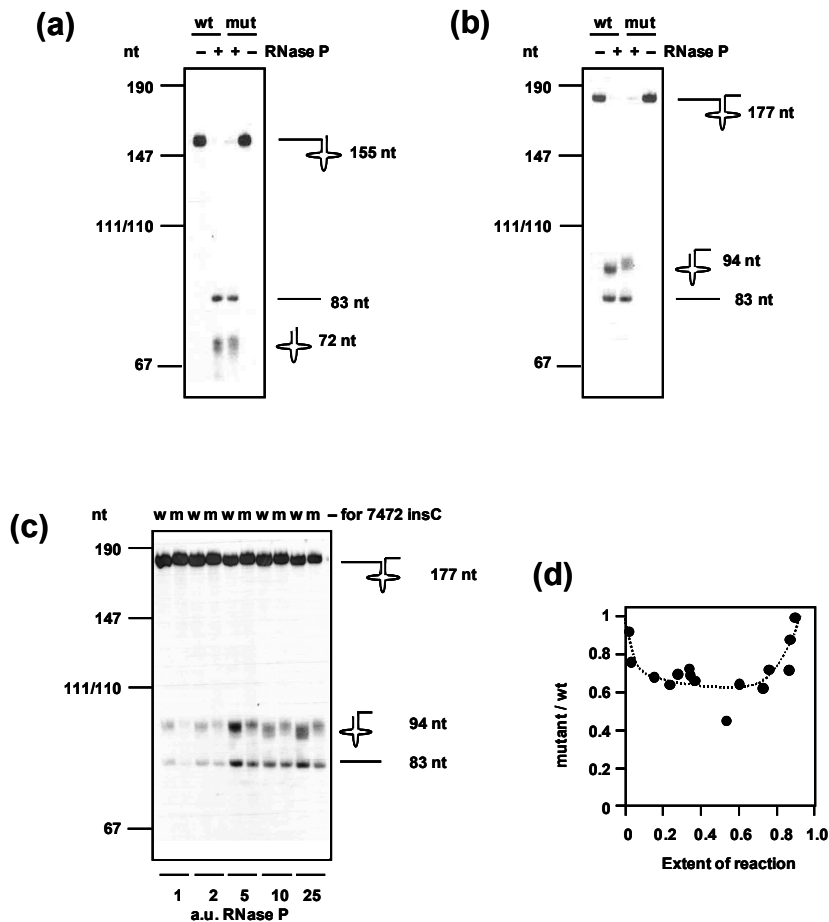 (a)
wt mut
nt – + + – RNase P
190
147
111/110
67
155 nt
83 nt
72 nt
(b)
wt mut
nt – + + – RNase P
190
147
111/110
67
177 nt
94 nt
83 nt
(c)
nt w m w m w m w m w m – for 7472 insC
190
147
111/110
67
177 nt
94 nt
83 nt
1 2 5 10 25
a.u. RNase P
(d)
mutant / wt
1
0.8
0.6
0.4
0.2
0
0 0.2 0.4 0.6 0.8 1.0
Extent of reaction